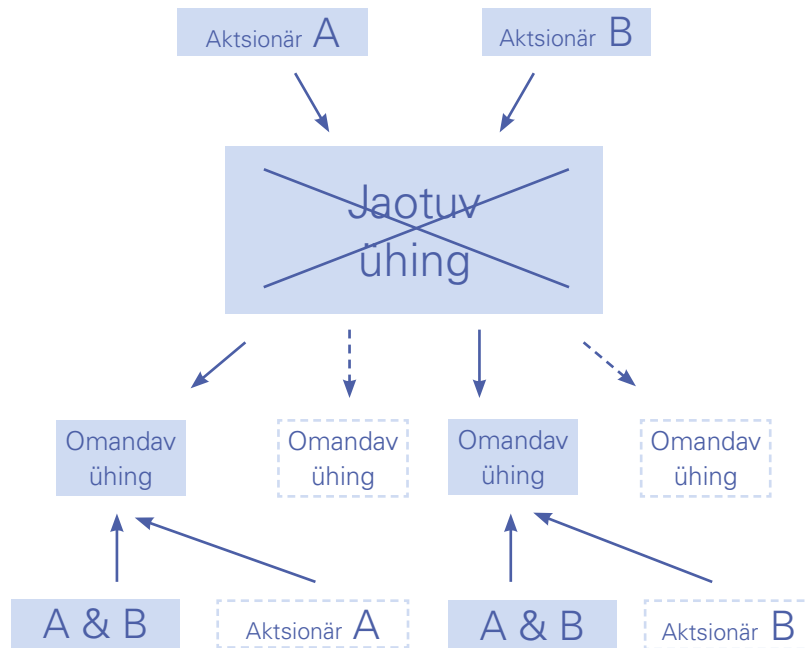 Aktsionär A
Aktsionär B
Jaotuv
ühing
Omandav
ühing
Omandav
ühing
Omandav
ühing
Omandav
ühing
A & B
Aktsionär A
A & B
Aktsionär B